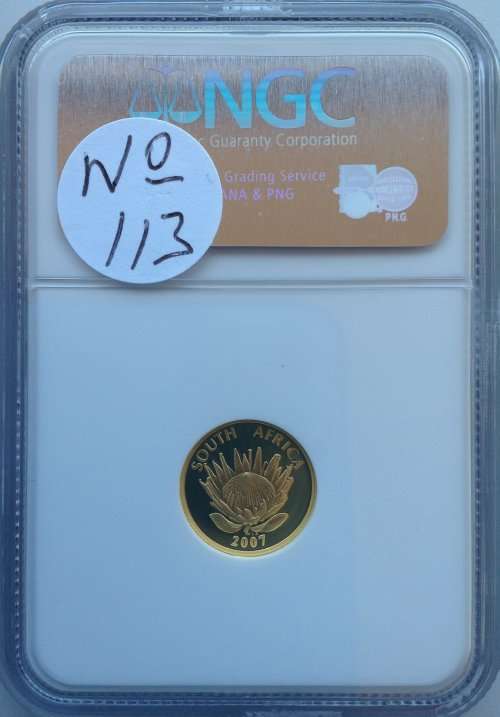 NGC
r Guaranty Corporation
Grading Service
ANA & PNG
PNG
Nº
113
SOUTH AFRICA
2007